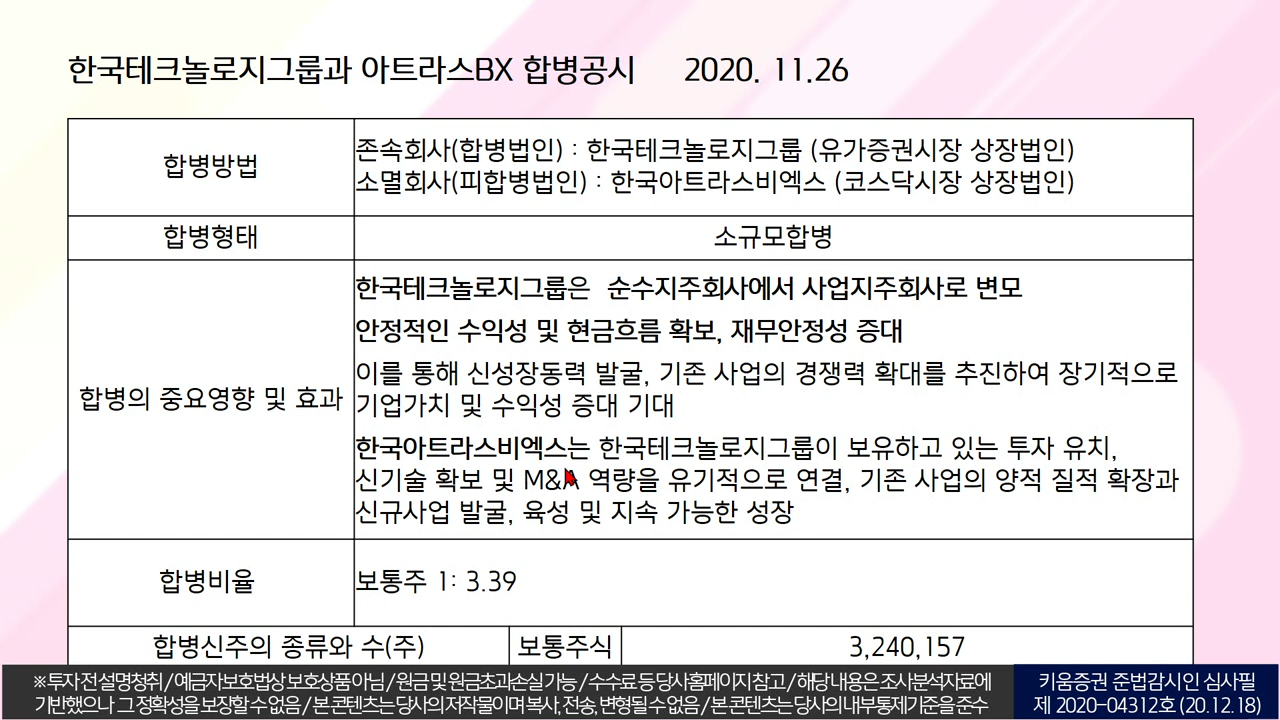 한국테크놀로지그룹과 아트라스BX 합병공시 2020. 11.26
합병방법
존속회사(합병법인) : 한국테크놀로지그룹 (유가증권시장 상장법인)
소멸회사(피합병법인) : 한국아트라스비엑스 (코스닥시장 상장법인)
합병형태
소규모합병
합병의 중요영향 및 효과
한국테크놀로지그룹은 순수지주회사에서 사업지주회사로 변모
안정적인 수익성 및 현금흐름 확보, 재무안정성 증대
이를 통해 신성장동력 발굴, 기존 사업의 경쟁력 확대를 추진하여 장기적으로
기업가치 및 수익성 증대 기대
한국아트라스비엑스는 한국테크놀로지그룹이 보유하고 있는 투자 유치,
신기술 확보 및 M&A 역량을 유기적으로 연결, 기존 사업의 양적 질적 확장과
신규사업 발굴, 육성 및 지속 가능한 성장
합병비율
보통주 1: 3.39
합병신주의 종류와 수(주)
보통주식
3,240,157
※ 투자 전 설명청취 / 예금자보호법상 보호상품 아님 / 원금 및 원금초과손실 가능 / 수수료 등 당사홈페이지 참고 / 해당 내용은 조사분석자료에
기반했으나 그 정확성을 보장할 수 없음 / 본 콘텐츠는 당사의 저작물이며 복사, 전송, 변형될 수 없음 / 본 콘텐츠는 당사의 내부통제기준을 준수
키움증권 준법감시인 심사필
제 2020-04312호 (20.12.18)